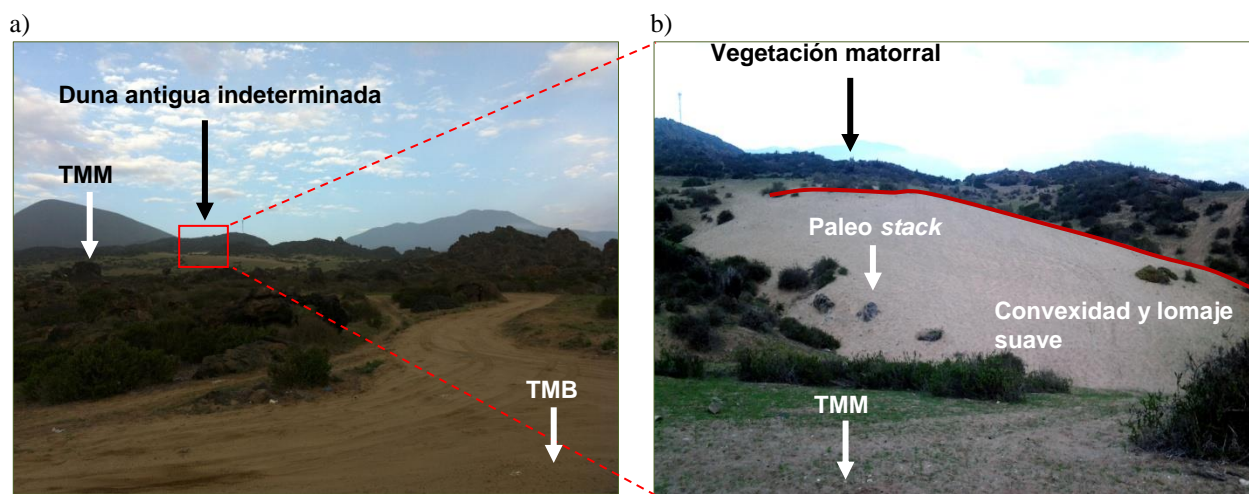 a)
Duna antigua indeterminada
TMM
TMB
b)
Vegetación matorral
Paleo stack
Convexidad y lomaje
suave
TMM